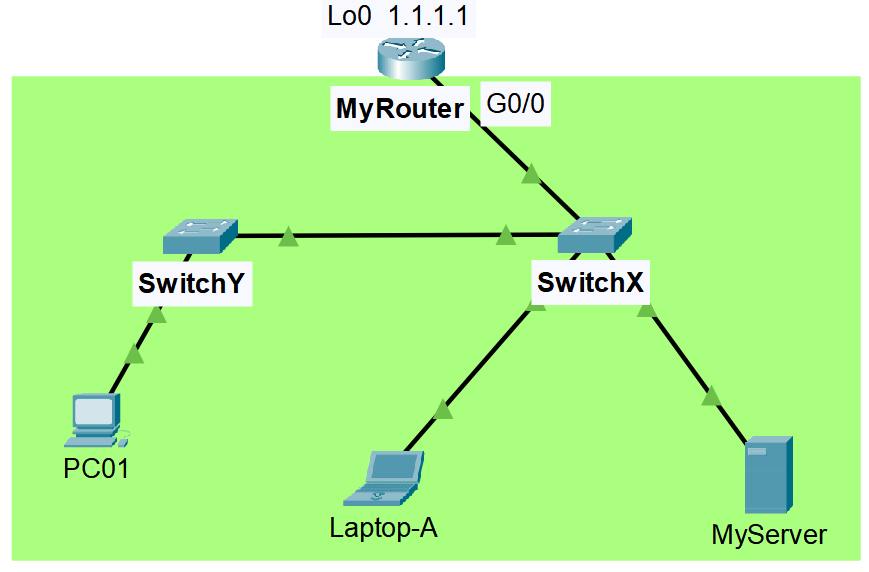 Lo0 1.1.1.1
MyRouter
G0/0
SwitchY
SwitchX
PC01
Laptop-A
MyServer